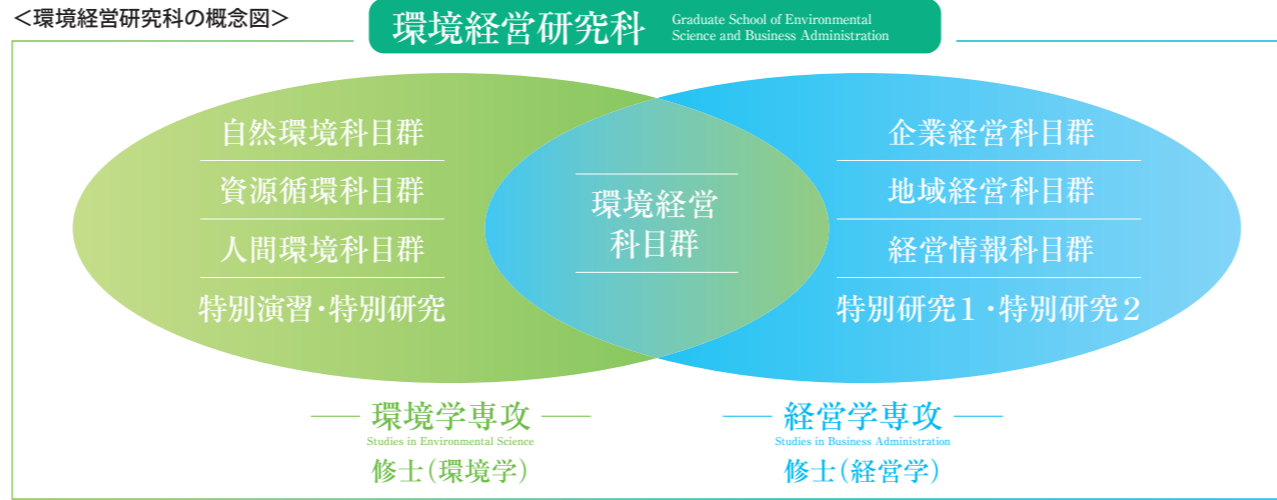 ＜環境経営研究科の概念図＞
環境経営研究科
Graduate School of Environmental
Science and Business Administration
自然環境科目群
資源循環科目群
人間環境科目群
特別演習・特別研究
環境経営
科目群
企業経営科目群
地域経営科目群
経営情報科目群
特別研究1・特別研究2
環境学専攻
Studies in Environmental Science
修士(環境学)
経営学専攻
Studies in Business Administration
修士(経営学)